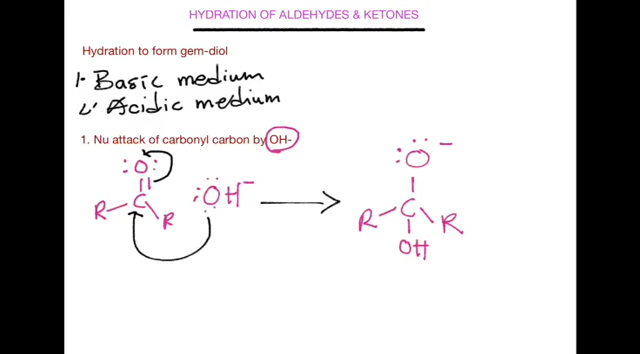 HYDRATION OF ALDEHYDES & KETONES
Hydration to form gem-diol
1. Basic medium
2. Acidic medium
1. Nu attack of carbonyl carbon by OH-
:O: :O −
C :OH − C
R R R R
OH